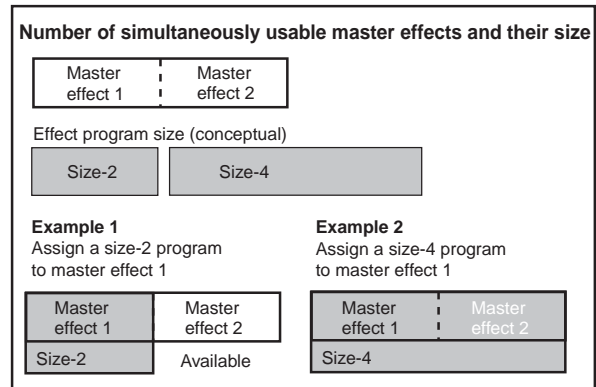 Number of simultaneously usable master effects and their size
Master effect 1
Master effect 2
Effect program size (conceptual)
Size-2
Size-4
Example 1
Assign a size-2 program
to master effect 1
Example 2
Assign a size-4 program
to master effect 1
Master
effect 1
Master
effect 2
Size-2
Available
Master
effect 1
Master
effect 2
Size-4